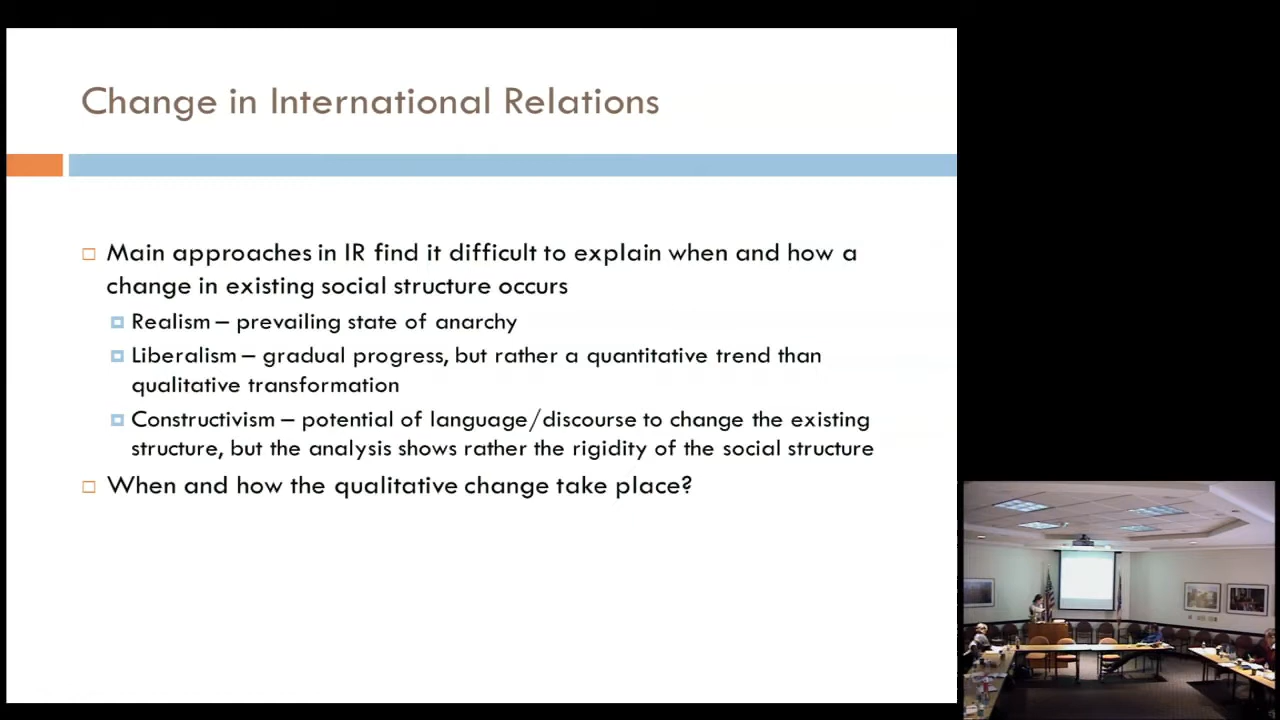 Change in International Relations
Main approaches in IR find it difficult to explain when and how a
change in existing social structure occurs
Realism – prevailing state of anarchy
Liberalism – gradual progress, but rather a quantitative trend than
qualitative transformation
Constructivism – potential of language/discourse to change the existing
structure, but the analysis shows rather the rigidity of the social structure
When and how the qualitative change take place?